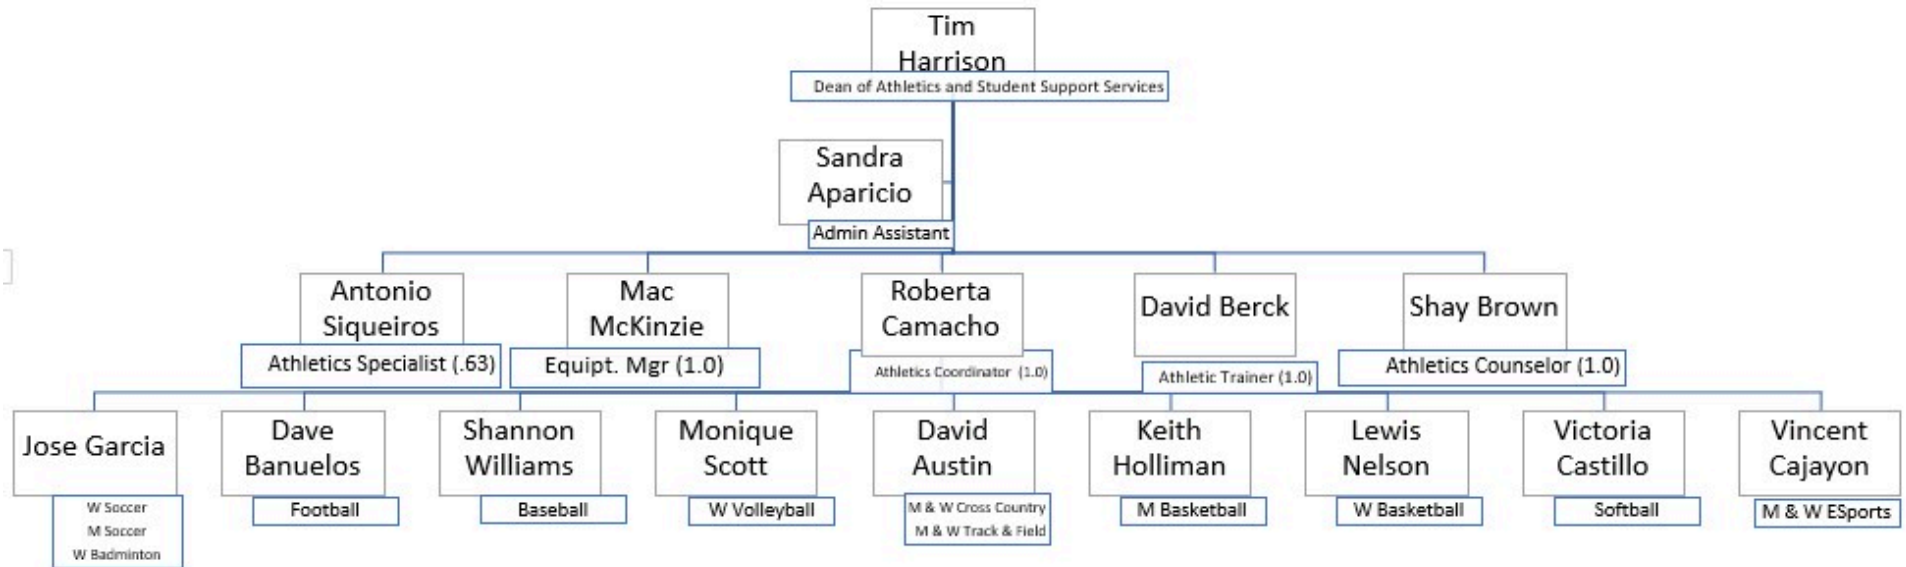 Tim
Harrison
Dean of Athletics and Student Support Services
Sandra
Aparicio
Admin Assistant
Antonio
Siqueiros
Athletics Specialist (.63)
Mac
McKinzie
Equipt. Mgr (1.0)
Roberta
Camacho
Athletics Coordinator (1.0)
David Berck
Athletic Trainer (1.0)
Shay Brown
Athletics Counselor (1.0)
Jose Garcia
W Soccer
M Soccer
W Badminton
Dave
Banuelos
Football
Shannon
Williams
Baseball
Monique
Scott
W Volleyball
David
Austin
M & W Cross Country
M & W Track & Field
Keith
Holliman
M Basketball
Lewis
Nelson
W Basketball
Victoria
Castillo
Softball
Vincent
Cajayon
M & W ESports